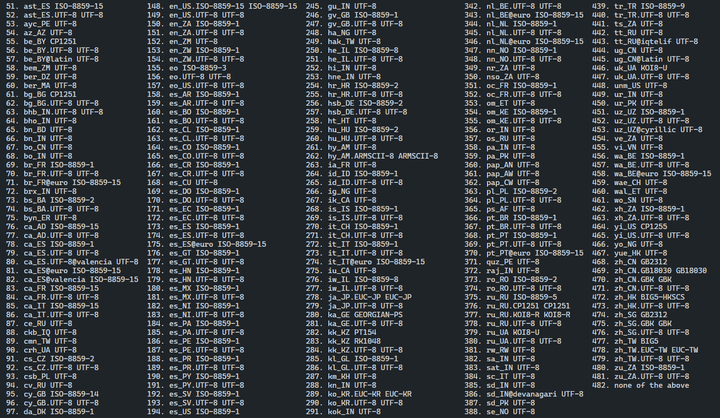 51. ast_ES ISO-8859-15
52. ast_ES.UTF-8 UTF-8
53. ayc_PE UTF-8
54. az_AZ UTF-8
55. be_BY CP1251
56. be_BY.UTF-8 UTF-8
57. be_BY@latin UTF-8
58. bem_ZM UTF-8
59. ber_DZ UTF-8
60. ber_MA UTF-8
61. bg_BG CP1251
62. bg_BG.UTF-8 UTF-8
63. bhb_IN.UTF-8 UTF-8
64. bho_IN UTF-8
65. bn_BD UTF-8
66. bn_IN UTF-8
67. bo_CN UTF-8
68. bo_IN UTF-8
69. br_FR ISO-8859-1
70. br_FR.UTF-8 UTF-8
71. br_FR@euro ISO-8859-15
72. brx_IN UTF-8
73. bs_BA ISO-8859-2
74. bs_BA.UTF-8 UTF-8
75. byn_ER UTF-8
76. ca_AD ISO-8859-15
77. ca_AD.UTF-8 UTF-8
78. ca_ES ISO-8859-1
79. ca_ES.UTF-8 UTF-8
80. ca_ES.UTF-8@valencia UTF-8
81. ca_ES@euro ISO-8859-15
82. ca_ES@valencia ISO-8859-15
83. ca_FR ISO-8859-15
84. ca_FR.UTF-8 UTF-8
85. ca_IT ISO-8859-15
86. ca_IT.UTF-8 UTF-8
87. ce_RU UTF-8
88. ckb_IQ UTF-8
89. cmn_TW UTF-8
90. crh_UA UTF-8
91. cs_CZ ISO-8859-2
92. cs_CZ.UTF-8 UTF-8
93. csb_PL UTF-8
94. cv_RU UTF-8
95. cy_GB ISO-8859-14
96. cy_GB.UTF-8 UTF-8
97. da_DK ISO-8859-1
148. en_US.ISO-8859-15 ISO-8859-15
149. en_US.UTF-8 UTF-8
150. en_ZA ISO-8859-1
151. en_ZA.UTF-8 UTF-8
152. en_ZM UTF-8
153. en_ZW ISO-8859-1
154. en_ZW.UTF-8 UTF-8
155. eo ISO-8859-3
156. eo.UTF-8 UTF-8
157. eo_US.UTF-8 UTF-8
158. es_AR ISO-8859-1
159. es_AR.UTF-8 UTF-8
160. es_BO ISO-8859-1
161. es_BO.UTF-8 UTF-8
162. es_CL ISO-8859-1
163. es_CL.UTF-8 UTF-8
164. es_CO ISO-8859-1
165. es_CO.UTF-8 UTF-8
166. es_CR ISO-8859-1
167. es_CR.UTF-8 UTF-8
168. es_CU UTF-8
169. es_DO ISO-8859-1
170. es_DO.UTF-8 UTF-8
171. es_EC ISO-8859-1
172. es_EC.UTF-8 UTF-8
173. es_ES ISO-8859-1
174. es_ES.UTF-8 UTF-8
175. es_ES@euro ISO-8859-15
176. es_GT ISO-8859-1
177. es_GT.UTF-8 UTF-8
178. es_HN ISO-8859-1
179. es_HN.UTF-8 UTF-8
180. es_MX ISO-8859-1
181. es_MX.UTF-8 UTF-8
182. es_NI ISO-8859-1
183. es_NI.UTF-8 UTF-8
184. es_PA ISO-8859-1
185. es_PA.UTF-8 UTF-8
186. es_PE ISO-8859-1
187. es_PE.UTF-8 UTF-8
188. es_PR ISO-8859-1
189. es_PR.UTF-8 UTF-8
190. es_PY ISO-8859-1
191. es_PY.UTF-8 UTF-8
192. es_SV ISO-8859-1
193. es_SV.UTF-8 UTF-8
194. es_US ISO-8859-1
245. gu_IN UTF-8
246. gv_GB ISO-8859-1
247. gv_GB.UTF-8 UTF-8
248. ha_NG UTF-8
249. hak_TW UTF-8
250. he_IL ISO-8859-8
251. he_IL.UTF-8 UTF-8
252. hi_IN UTF-8
253. hne_IN UTF-8
254. hr_HR ISO-8859-2
255. hr_HR.UTF-8 UTF-8
256. hsb_DE ISO-8859-2
257. hsb_DE.UTF-8 UTF-8
258. ht_HT UTF-8
259. hu_HU ISO-8859-2
260. hu_HU.UTF-8 UTF-8
261. hy_AM UTF-8
262. hy_AM.ARMSCII-8 ARMSCII-8
263. ia_FR UTF-8
264. id_ID ISO-8859-1
265. id_ID.UTF-8 UTF-8
266. ig_NG UTF-8
267. ik_CA UTF-8
268. is_IS ISO-8859-1
269. is_IS.UTF-8 UTF-8
270. it_CH ISO-8859-1
271. it_CH.UTF-8 UTF-8
272. it_IT ISO-8859-1
273. it_IT.UTF-8 UTF-8
274. it_IT@euro ISO-8859-15
275. iu_CA UTF-8
276. iw_IL ISO-8859-8
277. iw_IL.UTF-8 UTF-8
278. ja_JP.EUC-JP EUC-JP
279. ja_JP.UTF-8 UTF-8
280. ka_GE GEORGIAN-PS
281. ka_GE.UTF-8 UTF-8
282. kk_KZ PT154
283. kk_KZ RK1048
284. kk_KZ.UTF-8 UTF-8
285. kl_GL ISO-8859-1
286. kl_GL.UTF-8 UTF-8
287. km_KH UTF-8
288. kn_IN UTF-8
289. ko_KR.EUC-KR EUC-KR
290. ko_KR.UTF-8 UTF-8
291. kok_IN UTF-8
342. nl_BE.UTF-8 UTF-8
343. nl_BE@euro ISO-8859-15
344. nl_NL ISO-8859-1
345. nl_NL.UTF-8 UTF-8
346. nl_NL@euro ISO-8859-15
347. nn_NO ISO-8859-1
348. nn_NO.UTF-8 UTF-8
349. nr_ZA UTF-8
350. nso_ZA UTF-8
351. oc_FR ISO-8859-1
352. oc_FR.UTF-8 UTF-8
353. om_ET UTF-8
354. om_KE ISO-8859-1
355. om_KE.UTF-8 UTF-8
356. or_IN UTF-8
357. os_RU UTF-8
358. pa_IN UTF-8
359. pa_PK UTF-8
360. pap_AN UTF-8
361. pap_AW UTF-8
362. pap_CW UTF-8
363. pl_PL ISO-8859-2
364. pl_PL.UTF-8 UTF-8
365. ps_AF UTF-8
366. pt_BR ISO-8859-1
367. pt_BR.UTF-8 UTF-8
368. pt_PT ISO-8859-1
369. pt_PT.UTF-8 UTF-8
370. pt_PT@euro ISO-8859-15
371. quz_PE UTF-8
372. raj_IN UTF-8
373. ro_RO ISO-8859-2
374. ro_RO.UTF-8 UTF-8
375. ru_RU ISO-8859-5
376. ru_RU.CP1251 CP1251
377. ru_RU.KOI8-R KOI8-R
378. ru_RU.UTF-8 UTF-8
379. ru_UA KOI8-U
380. ru_UA.UTF-8 UTF-8
381. rw_RW UTF-8
382. sa_IN UTF-8
383. sat_IN UTF-8
384. sc_IT UTF-8
385. sd_IN UTF-8
386. sd_IN@devanagari UTF-8
387. sd_PK UTF-8
388. se_NO UTF-8
439. tr_TR ISO-8859-9
440. tr_TR.UTF-8 UTF-8
441. ts_ZA UTF-8
442. tt_RU UTF-8
443. tt_RU@iqtelif UTF-8
444. ug_CN UTF-8
445. ug_CN@latin UTF-8
446. uk_UA KOI8-U
447. uk_UA.UTF-8 UTF-8
448. unm_US UTF-8
449. ur_IN UTF-8
450. ur_PK UTF-8
451. uz_UZ ISO-8859-1
452. uz_UZ.UTF-8 UTF-8
453. uz_UZ@cyrillic UTF-8
454. ve_ZA UTF-8
455. vi_VN UTF-8
456. wa_BE ISO-8859-1
457. wa_BE.UTF-8 UTF-8
458. wa_BE@euro ISO-8859-15
459. wae_CH UTF-8
460. wal_ET UTF-8
461. wo_SN UTF-8
462. xh_ZA ISO-8859-1
463. xh_ZA.UTF-8 UTF-8
464. yi_US CP1255
465. yi_US.UTF-8 UTF-8
466. yo_NG UTF-8
467. yue_HK UTF-8
468. zh_CN GB2312
469. zh_CN.GB18030 GB18030
470. zh_CN.GBK GBK
471. zh_CN.UTF-8 UTF-8
472. zh_HK BIG5-HKSCS
473. zh_HK.UTF-8 UTF-8
474. zh_SG GB2312
475. zh_SG.GBK GBK
476. zh_SG.UTF-8 UTF-8
477. zh_TW BIG5
478. zh_TW.EUC-TW EUC-TW
479. zh_TW.UTF-8 UTF-8
480. zu_ZA ISO-8859-1
481. zu_ZA.UTF-8 UTF-8
482. none of the above